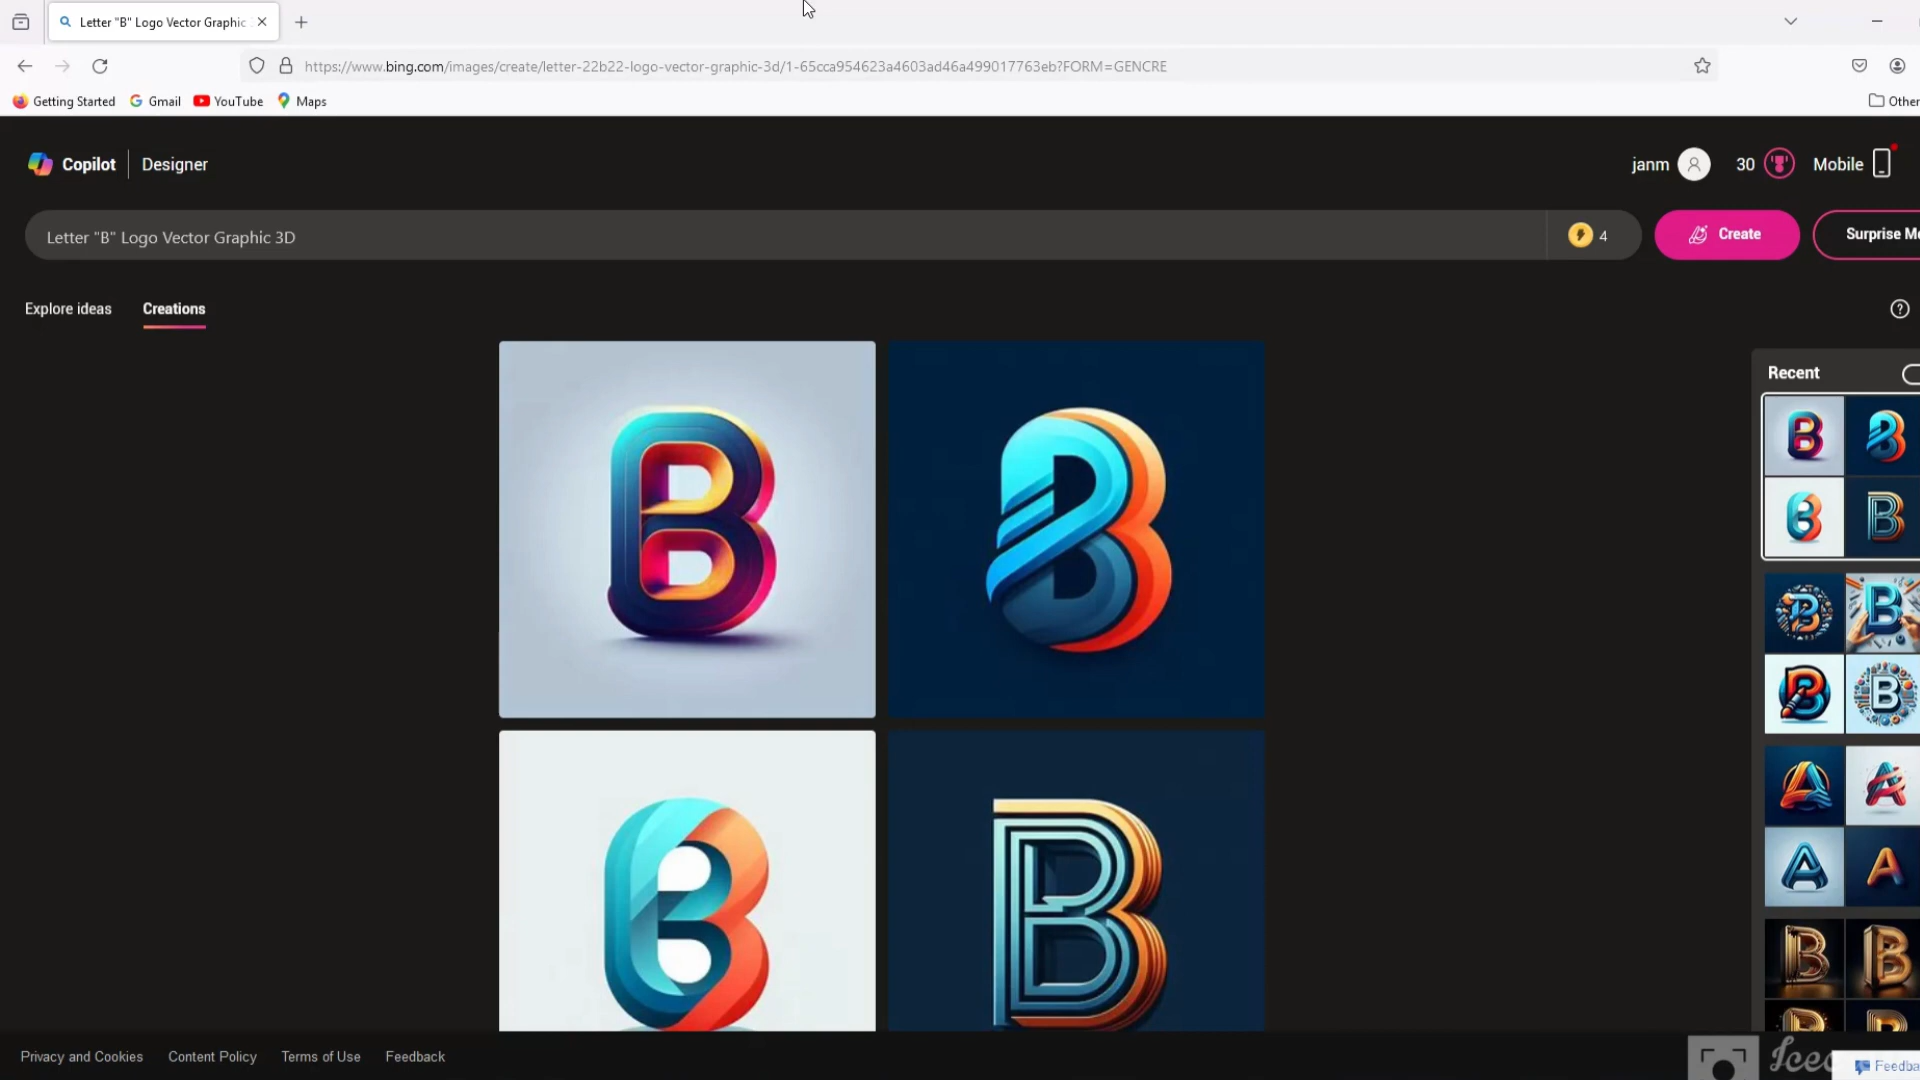 Letter "B" Logo Vector Graphic
https://www.bing.com/images/create/letter-22b22-logo-vector-graphic-3d/1-65cca954623a4603ad46a499017763eb?FORM=GENCRE
Getting Started Gmail YouTube Maps Other
Copilot Designer janm 30 Mobile
Letter "B" Logo Vector Graphic 3D 4 Create Surprise Me
Explore ideas Creations
Recent
Privacy and Cookies Content Policy Terms of Use Feedback